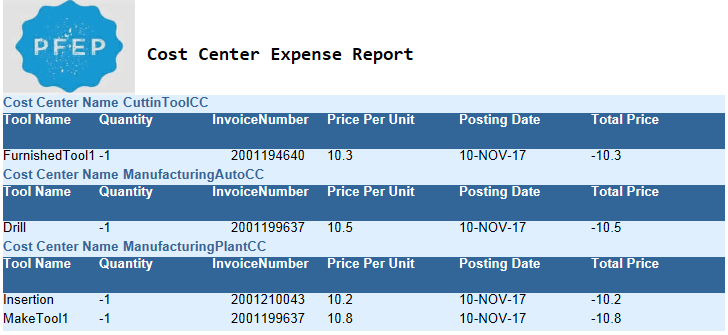 PFEP
Cost Center Expense Report
Cost Center Name CuttinToolCC
Tool Name Quantity InvoiceNumber Price Per Unit Posting Date Total Price
FurnishedTool1 -1 2001194640 10.3 10-NOV-17 -10.3
Cost Center Name ManufacturingAutoCC
Tool Name Quantity InvoiceNumber Price Per Unit Posting Date Total Price
Drill -1 2001199637 10.5 10-NOV-17 -10.5
Cost Center Name ManufacturingPlantCC
Tool Name Quantity InvoiceNumber Price Per Unit Posting Date Total Price
Insertion -1 2001210043 10.2 10-NOV-17 -10.2
MakeTool1 -1 2001199637 10.8 10-NOV-17 -10.8